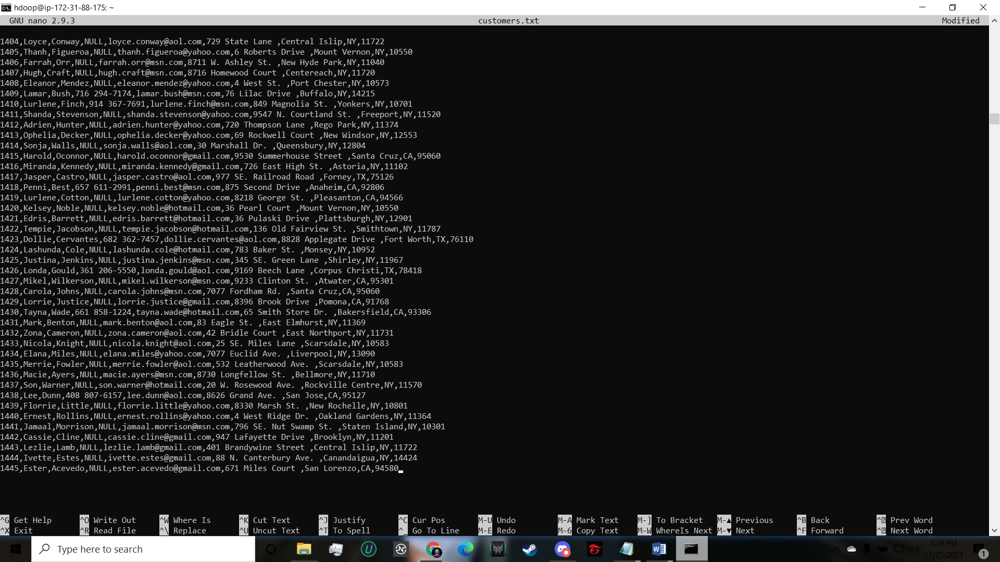 hdoop@ip-172-31-88-175: ~
GNU nano 2.9.3 customers.txt Modified
1404,Loyce,Conway,NULL,loyce.conway@aol.com,729 State Lane ,Central Islip,NY,11722
1405,Thanh,Figueroa,NULL,thanh.figueroa@yahoo.com,6 Roberts Drive ,Mount Vernon,NY,10550
1406,Farrah,Orr,NULL,farrah.orr@msn.com,8711 W. Ashley St. ,New Hyde Park,NY,11040
1407,Hugh,Craft,NULL,hugh.craft@msn.com,8716 Homewood Court ,Centereach,NY,11720
1408,Eleanor,Mendez,NULL,eleanor.mendez@yahoo.com,4 West St. ,Port Chester,NY,10573
1409,Lamar,Bush,716 294-7174,lamar.bush@msn.com,76 Lilac Drive ,Buffalo,NY,14215
1410,Lurlene,Finch,914 367-7691,lurlene.finch@msn.com,849 Magnolia St. ,Yonkers,NY,10701
1411,Shanda,Stevenson,NULL,shanda.stevenson@yahoo.com,9547 N. Courtland St. ,Freeport,NY,11520
1412,Adrien,Hunter,NULL,adrien.hunter@yahoo.com,720 Thompson Lane ,Rego Park,NY,11374
1413,Ophelia,Decker,NULL,ophelia.decker@yahoo.com,69 Rockwell Court ,New Windsor,NY,12553
1414,Sonja,Walls,NULL,sonja.walls@aol.com,30 Marshall Dr. ,Queensbury,NY,12804
1415,Harold,Oconnor,NULL,harold.oconnor@gmail.com,9530 Summerhouse Street ,Santa Cruz,CA,95060
1416,Miranda,Kennedy,NULL,miranda.kennedy@gmail.com,726 East High St. ,Astoria,NY,11102
1417,Jasper,Castro,NULL,jasper.castro@aol.com,977 SE. Railroad Road ,Forney,TX,75126
1418,Penni,Best,657 611-2991,penni.best@msn.com,875 Second Drive ,Anaheim,CA,92806
1419,Lurlene,Cotton,NULL,lurlene.cotton@yahoo.com,8218 George St. ,Pleasanton,CA,94566
1420,Kelsey,Noble,NULL,kelsey.noble@hotmail.com,36 Pearl Court ,Mount Vernon,NY,10550
1421,Edris,Barrett,NULL,edris.barrett@hotmail.com,36 Pulaski Drive ,Plattsburgh,NY,12901
1422,Tempie,Jacobson,NULL,tempie.jacobson@hotmail.com,136 Old Fairview St. ,Smithtown,NY,11787
1423,Dollie,Cervantes,682 362-7457,dollie.cervantes@aol.com,8828 Applegate Drive ,Fort Worth,TX,76110
1424,Lashunda,Cole,NULL,lashunda.cole@hotmail.com,783 Baker St. ,Monsey,NY,10952
1425,Justina,Jenkins,NULL,justina.jenkins@msn.com,345 SE. Green Lane ,Shirley,NY,11967
1426,Londa,Gould,361 206-5550,londa.gould@aol.com,9169 Beech Lane ,Corpus Christi,TX,78418
1427,Mikel,Wilkerson,NULL,mikel.wilkerson@msn.com,9233 Clinton St. ,Atwater,CA,95301
1428,Carola,Johns,NULL,carola.johns@msn.com,7077 Fordham Rd. ,Santa Cruz,CA,95060
1429,Lorrie,Justice,NULL,lorrie.justice@gmail.com,8396 Brook Drive ,Pomona,CA,91768
1430,Tayna,Wade,661 858-1224,tayna.wade@hotmail.com,65 Smith Store Dr. ,Bakersfield,CA,93306
1431,Mark,Benton,NULL,mark.benton@aol.com,83 Eagle St. ,East Elmhurst,NY,11369
1432,Zona,Cameron,NULL,zona.cameron@aol.com,42 Bridle Court ,East Northport,NY,11731
1433,Nicola,Knight,NULL,nicola.knight@aol.com,25 SE. Miles Lane ,Scarsdale,NY,10583
1434,Elana,Miles,NULL,elana.miles@yahoo.com,7077 Euclid Ave. ,Liverpool,NY,13090
1435,Merrie,Fowler,NULL,merrie.fowler@aol.com,532 Leatherwood Ave. ,Scarsdale,NY,10583
1436,Macie,Ayers,NULL,macie.ayers@msn.com,8730 Longfellow St. ,Bellmore,NY,11710
1437,Son,Warner,NULL,son.warner@hotmail.com,20 W. Rosewood Ave. ,Rockville Centre,NY,11570
1438,Lee,Dunn,408 807-6157,lee.dunn@aol.com,8626 Grand Ave. ,San Jose,CA,95127
1439,Florrie,Little,NULL,florrie.little@yahoo.com,8330 Marsh St. ,New Rochelle,NY,10801
1440,Ernest,Rollins,NULL,ernest.rollins@yahoo.com,4 West Ridge Dr. ,Oakland Gardens,NY,11364
1441,Jamaal,Morrison,NULL,jamaal.morrison@msn.com,796 SE. Nut Swamp St. ,Staten Island,NY,10301
1442,Cassie,Cline,NULL,cassie.cline@gmail.com,947 Lafayette Drive ,Brooklyn,NY,11201
1443,Lezlie,Lamb,NULL,lezlie.lamb@gmail.com,401 Brandywine Street ,Central Islip,NY,11722
1444,Ivette,Estes,NULL,ivette.estes@gmail.com,88 N. Canterbury Ave. ,Canandaigua,NY,14424
1445,Ester,Acevedo,NULL,ester.acevedo@gmail.com,671 Miles Court ,San Lorenzo,CA,94580
^G Get Help ^O Write Out ^W Where Is ^K Cut Text ^J Justify ^C Cur Pos M-U Undo M-A Mark Text M-] To Bracket M-▲ Previous ^B Back ^ Prev Word
^X Exit ^R Read File ^\ Replace ^U Uncut Text ^T To Spell ^_ Go To Line M-E Redo M-6 Copy Text M-W WhereIs Next M-▼ Next ^F Forward ^ Next Word
Type here to search
5:34 PM
11/25/2021
1